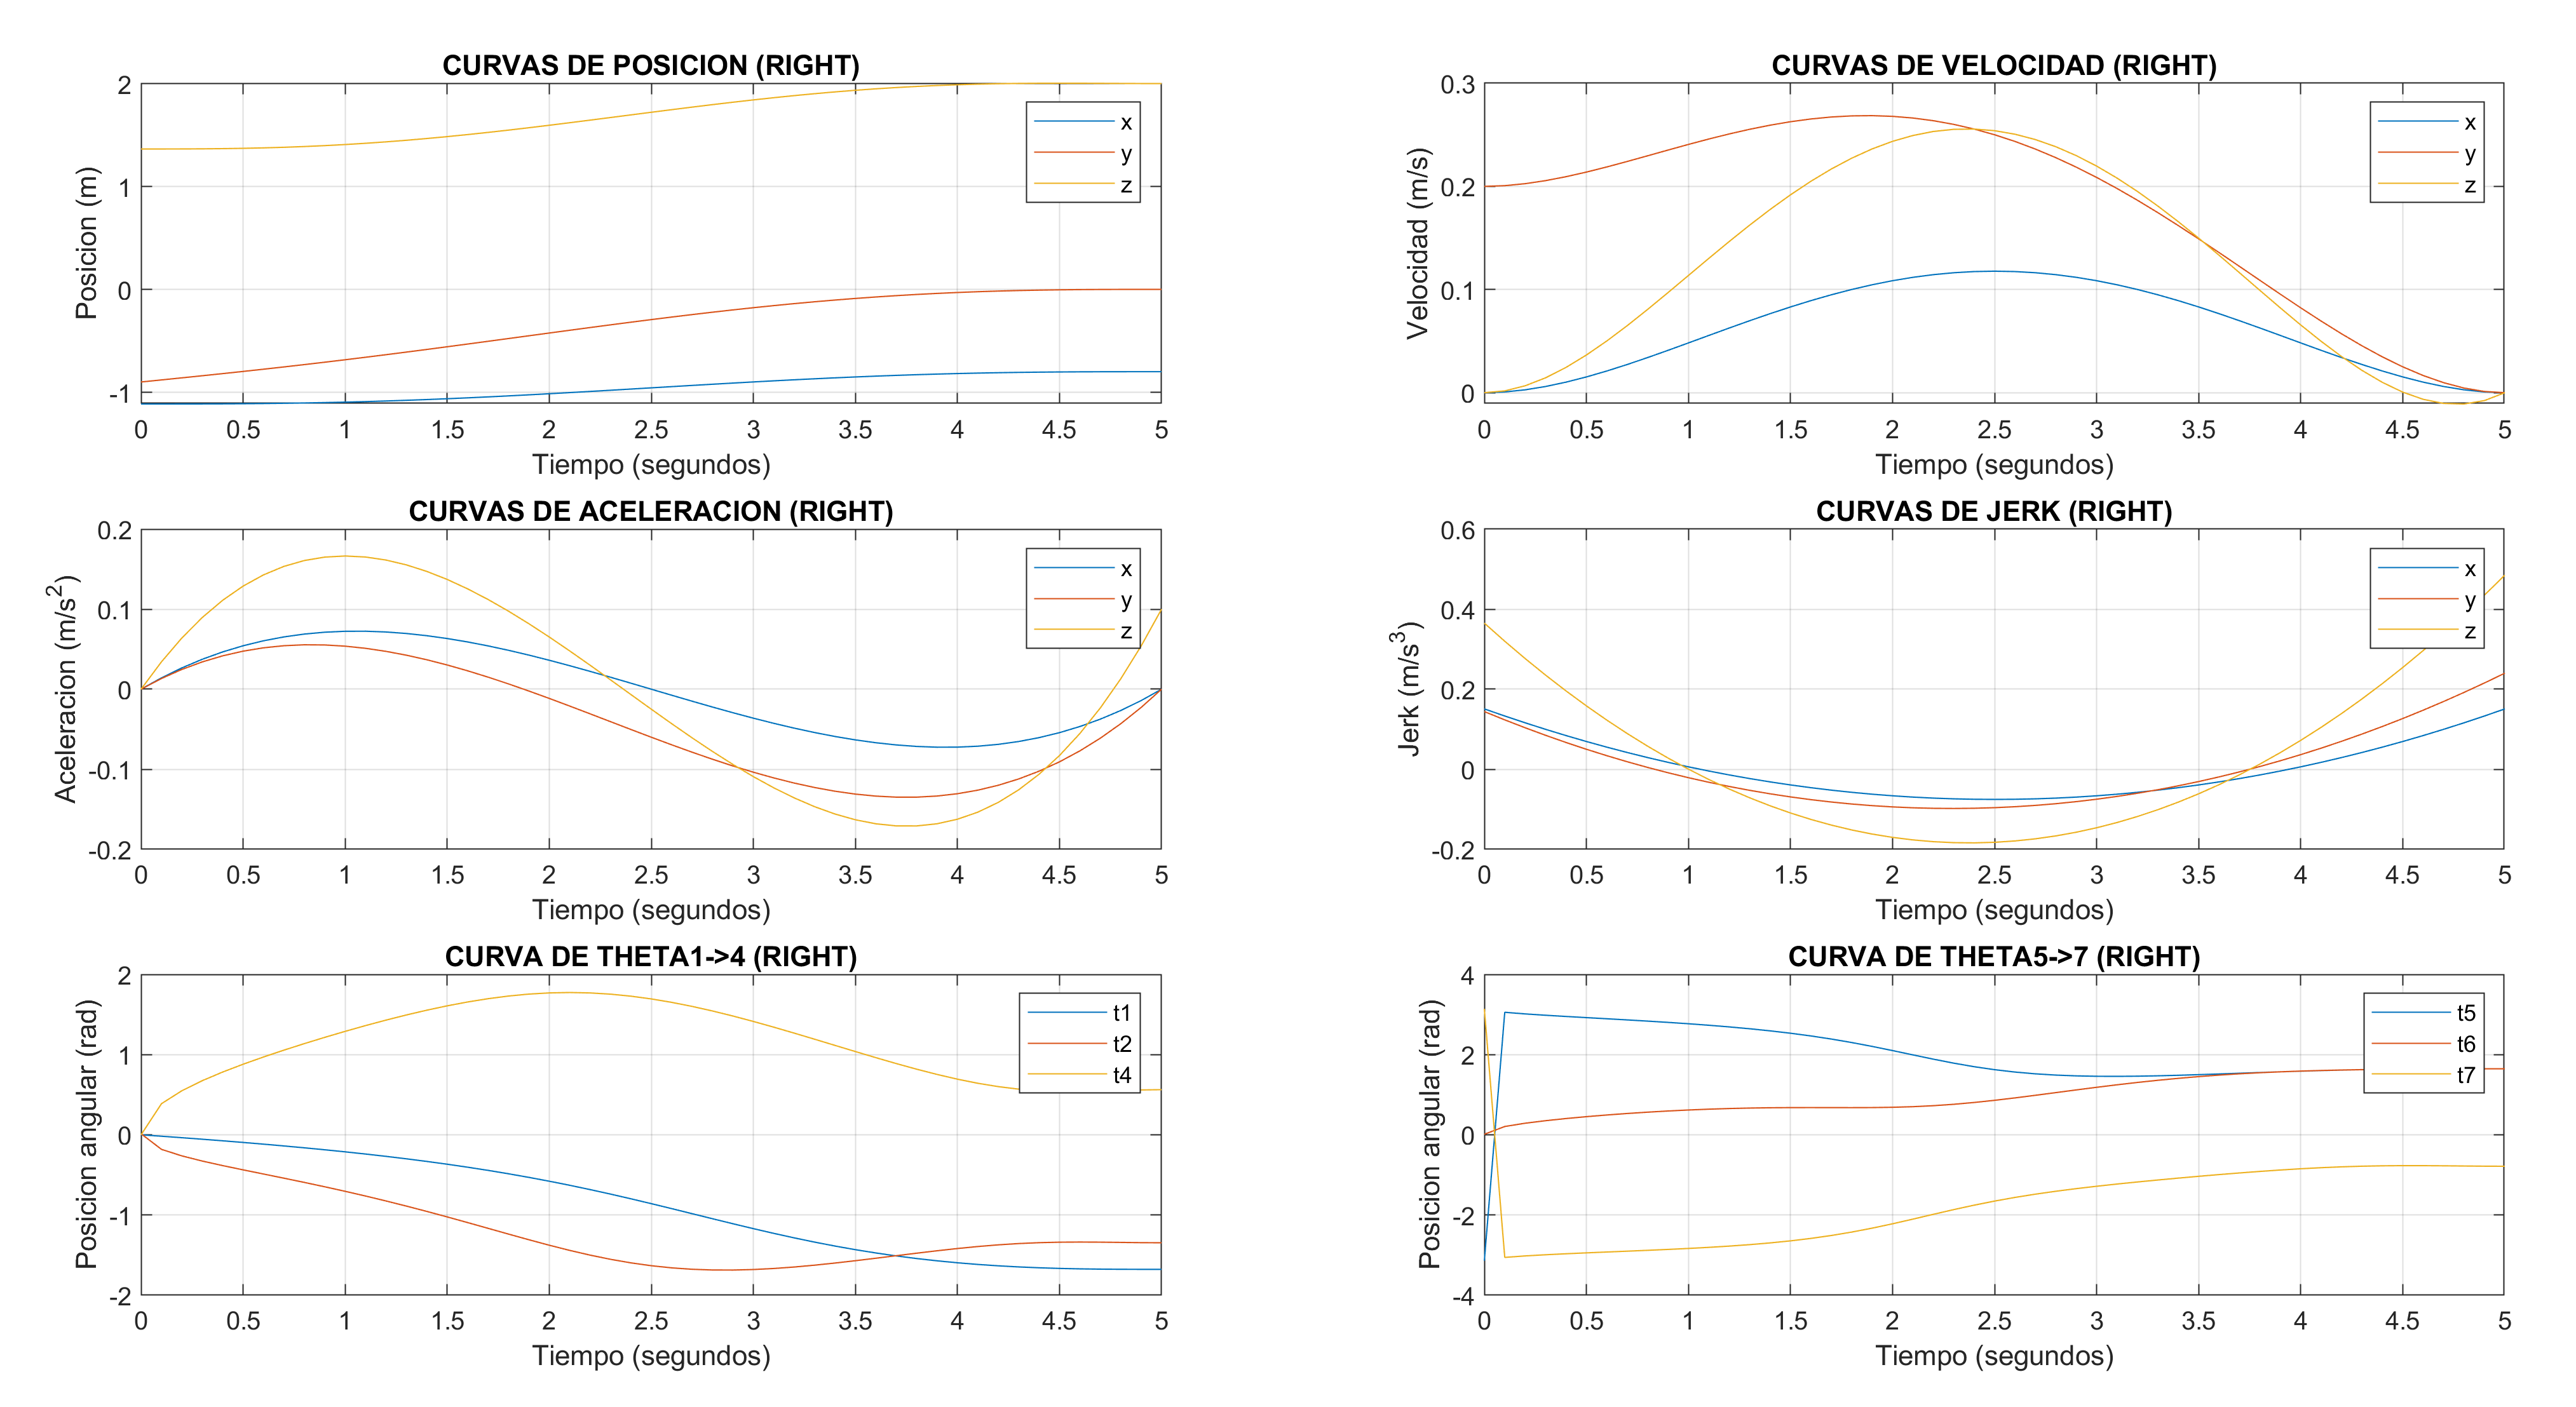 CURVAS DE POSICION (RIGHT)
2
1
0
-1
Posicion (m)
x
y
z
0 0.5 1 1.5 2 2.5 3 3.5 4 4.5 5
Tiempo (segundos)
CURVAS DE VELOCIDAD (RIGHT)
0.3
0.2
0.1
0
Velocidad (m/s)
x
y
z
0 0.5 1 1.5 2 2.5 3 3.5 4 4.5 5
Tiempo (segundos)
CURVAS DE ACELERACION (RIGHT)
0.2
0.1
0
-0.1
-0.2
Aceleracion (m/s²)
x
y
z
0 0.5 1 1.5 2 2.5 3 3.5 4 4.5 5
Tiempo (segundos)
CURVAS DE JERK (RIGHT)
0.6
0.4
0.2
0
-0.2
Jerk (m/s³)
x
y
z
0 0.5 1 1.5 2 2.5 3 3.5 4 4.5 5
Tiempo (segundos)
CURVA DE THETA1->4 (RIGHT)
2
1
0
-1
-2
Posicion angular (rad)
t1
t2
t4
0 0.5 1 1.5 2 2.5 3 3.5 4 4.5 5
Tiempo (segundos)
CURVA DE THETA5->7 (RIGHT)
4
2
0
-2
-4
Posicion angular (rad)
t5
t6
t7
0 0.5 1 1.5 2 2.5 3 3.5 4 4.5 5
Tiempo (segundos)